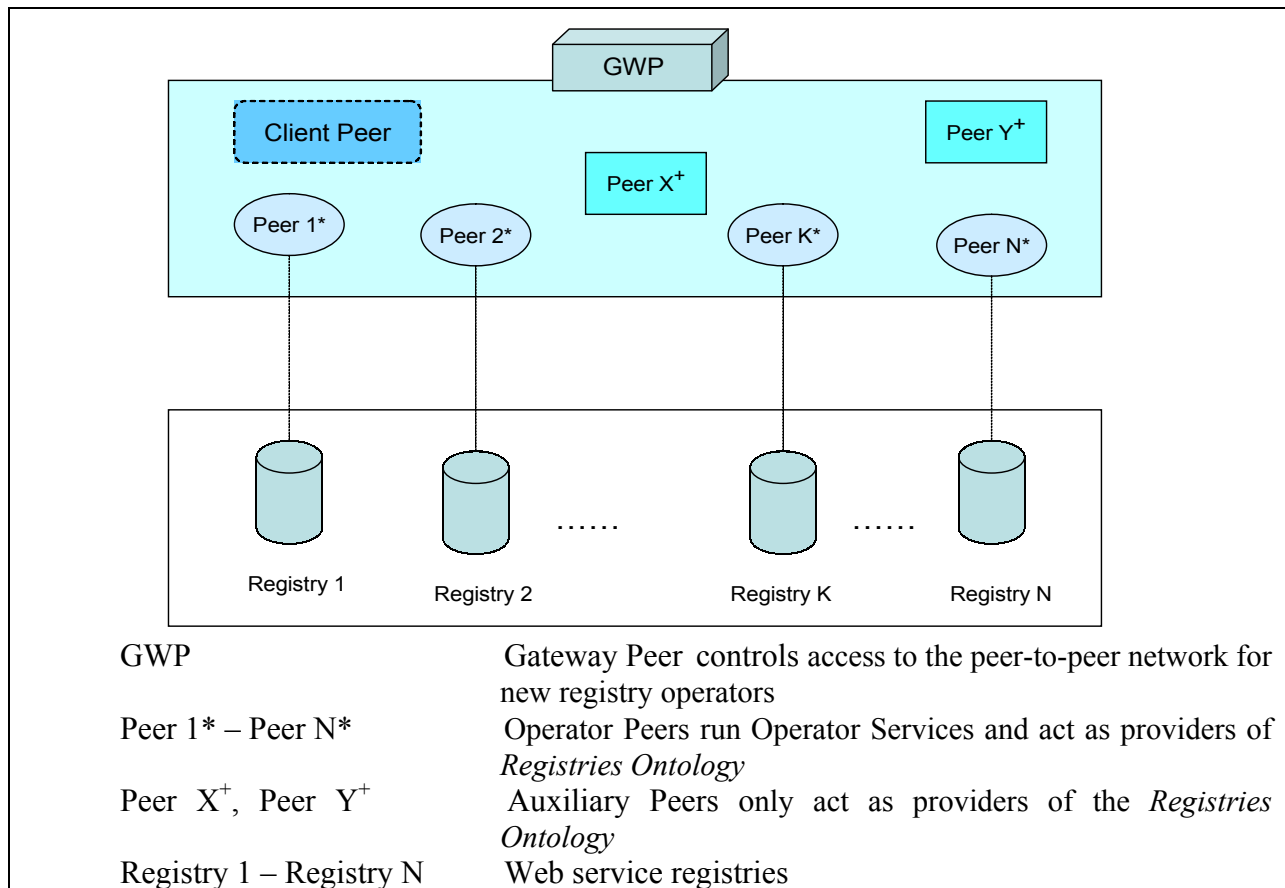 GWP
Client Peer
Peer Y+
Peer X+
Peer 1*
Peer 2*
Peer K*
Peer N*
......
......
Registry 1
Registry 2
Registry K
Registry N
GWP Gateway Peer controls access to the peer-to-peer network for
new registry operators
Peer 1* – Peer N* Operator Peers run Operator Services and act as providers of
Registries Ontology
Peer X+, Peer Y+ Auxiliary Peers only act as providers of the Registries
Ontology
Registry 1 – Registry N Web service registries